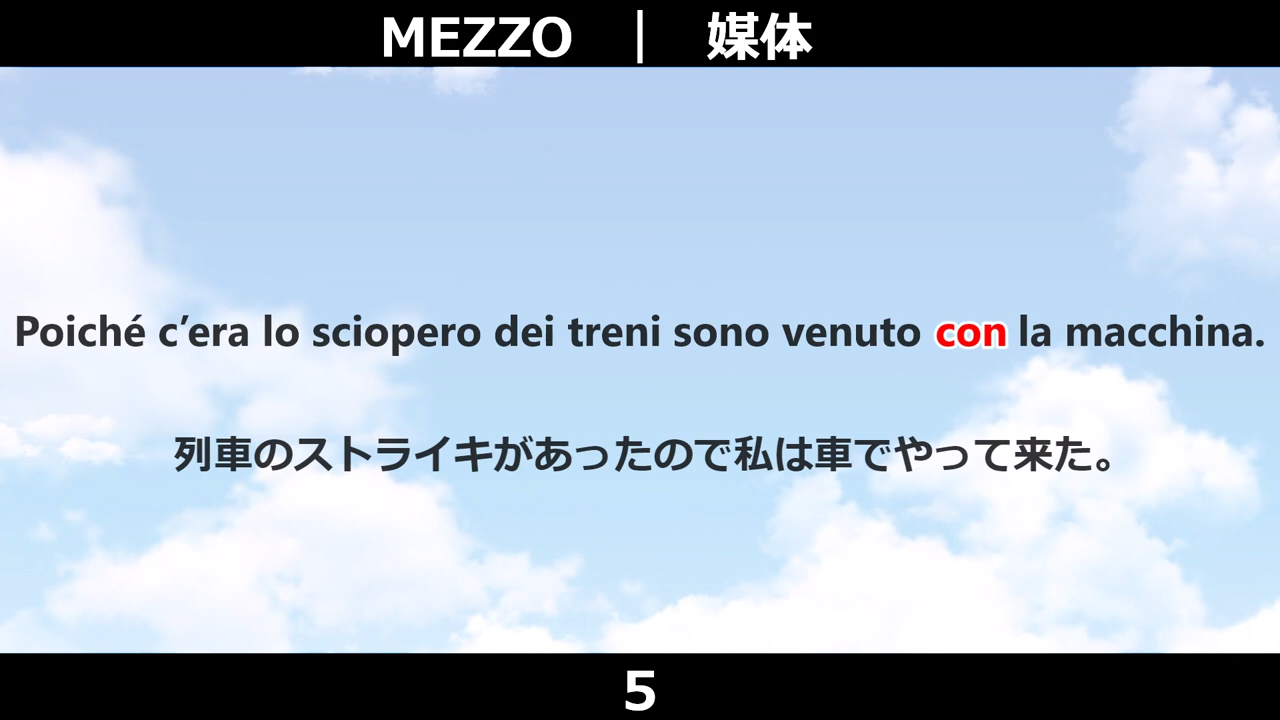 MEZZO ｜ 媒体
Poiché c’era lo sciopero dei treni sono venuto con la macchina.
列車のストライキがあったので私は車でやって来た。
5